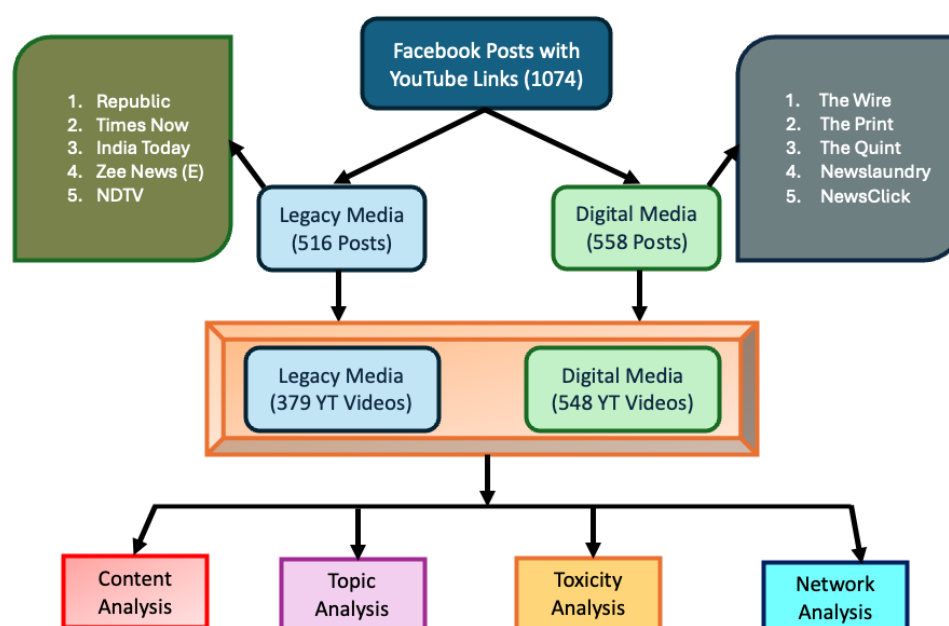 Facebook Posts with
YouTube Links (1074)
1. Republic
2. Times Now
3. India Today
4. Zee News (E)
5. NDTV
1. The Wire
2. The Print
3. The Quint
4. Newslaundry
5. NewsClick
Legacy Media
(516 Posts)
Digital Media
(558 Posts)
Legacy Media
(379 YT Videos)
Digital Media
(548 YT Videos)
Content
Analysis
Topic
Analysis
Toxicity
Analysis
Network
Analysis